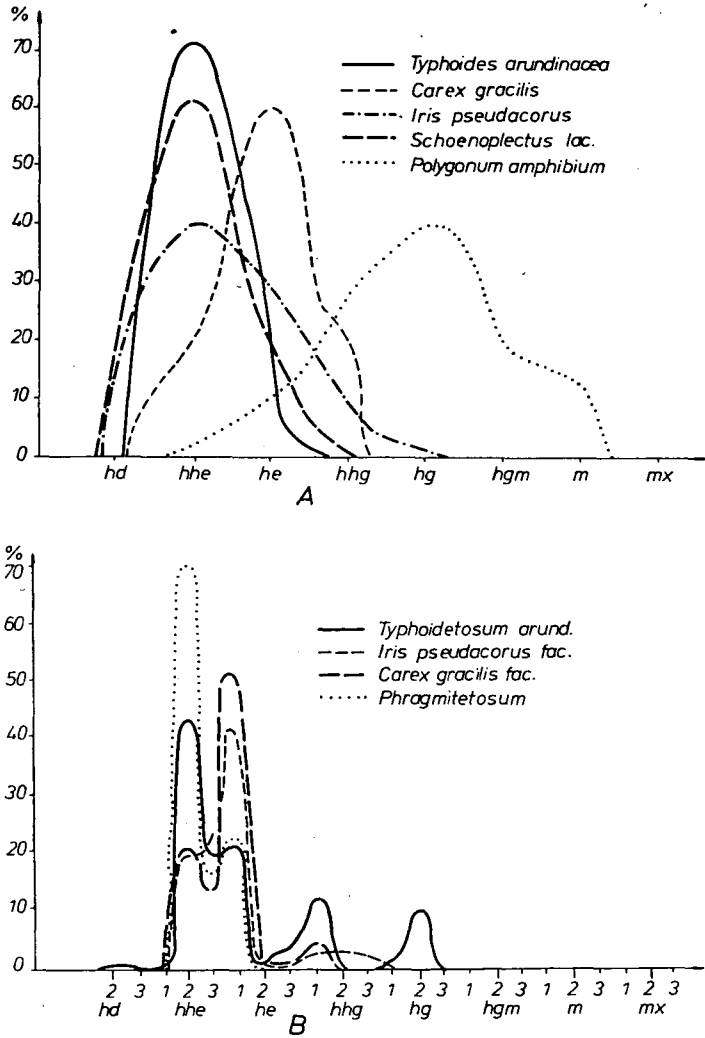 %
70
60
50
40
30
20
10
0
Typhoides arundinacea
Carex gracilis
Iris pseudacorus
Schoenoplectus lac.
Polygonum amphibium
hd hhe he hhg hg hgm m mx
A
%
70
60
50
40
30
20
10
0
Typhoidetosum arund.
Iris pseudacorus fac.
Carex gracilis fac.
Phragmitetosum
2 3 1 2 3 1 2 3 1 2 3 1 2 3 1 2 3 1 2 3 1 2 3
hd hhe he hhg hg hgm m mx
B